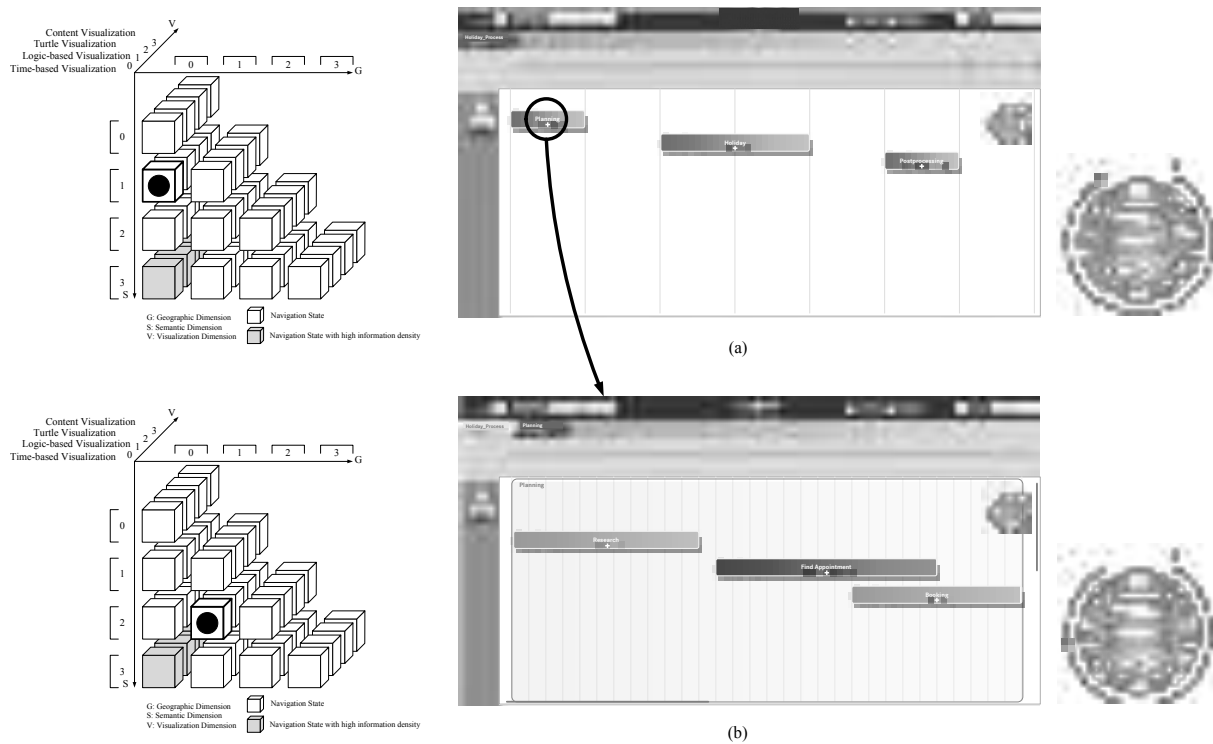 V
Content Visualization
Turtle Visualization
Logic-based Visualization
Time-based Visualization
0 1 2 3
0 1 2 3
G
0
1
2
3
S
G: Geographic Dimension
S: Semantic Dimension
V: Visualization Dimension
Navigation State
Navigation State with high information density
Holiday_Process
Planning
Holiday
Postprocessing
(a)
V
Content Visualization
Turtle Visualization
Logic-based Visualization
Time-based Visualization
0 1 2 3
0 1 2 3
G
0
1
2
3
S
G: Geographic Dimension
S: Semantic Dimension
V: Visualization Dimension
Navigation State
Navigation State with high information density
Holiday_Process
Planning
Planning
Research
Find Appointment
Booking
(b)